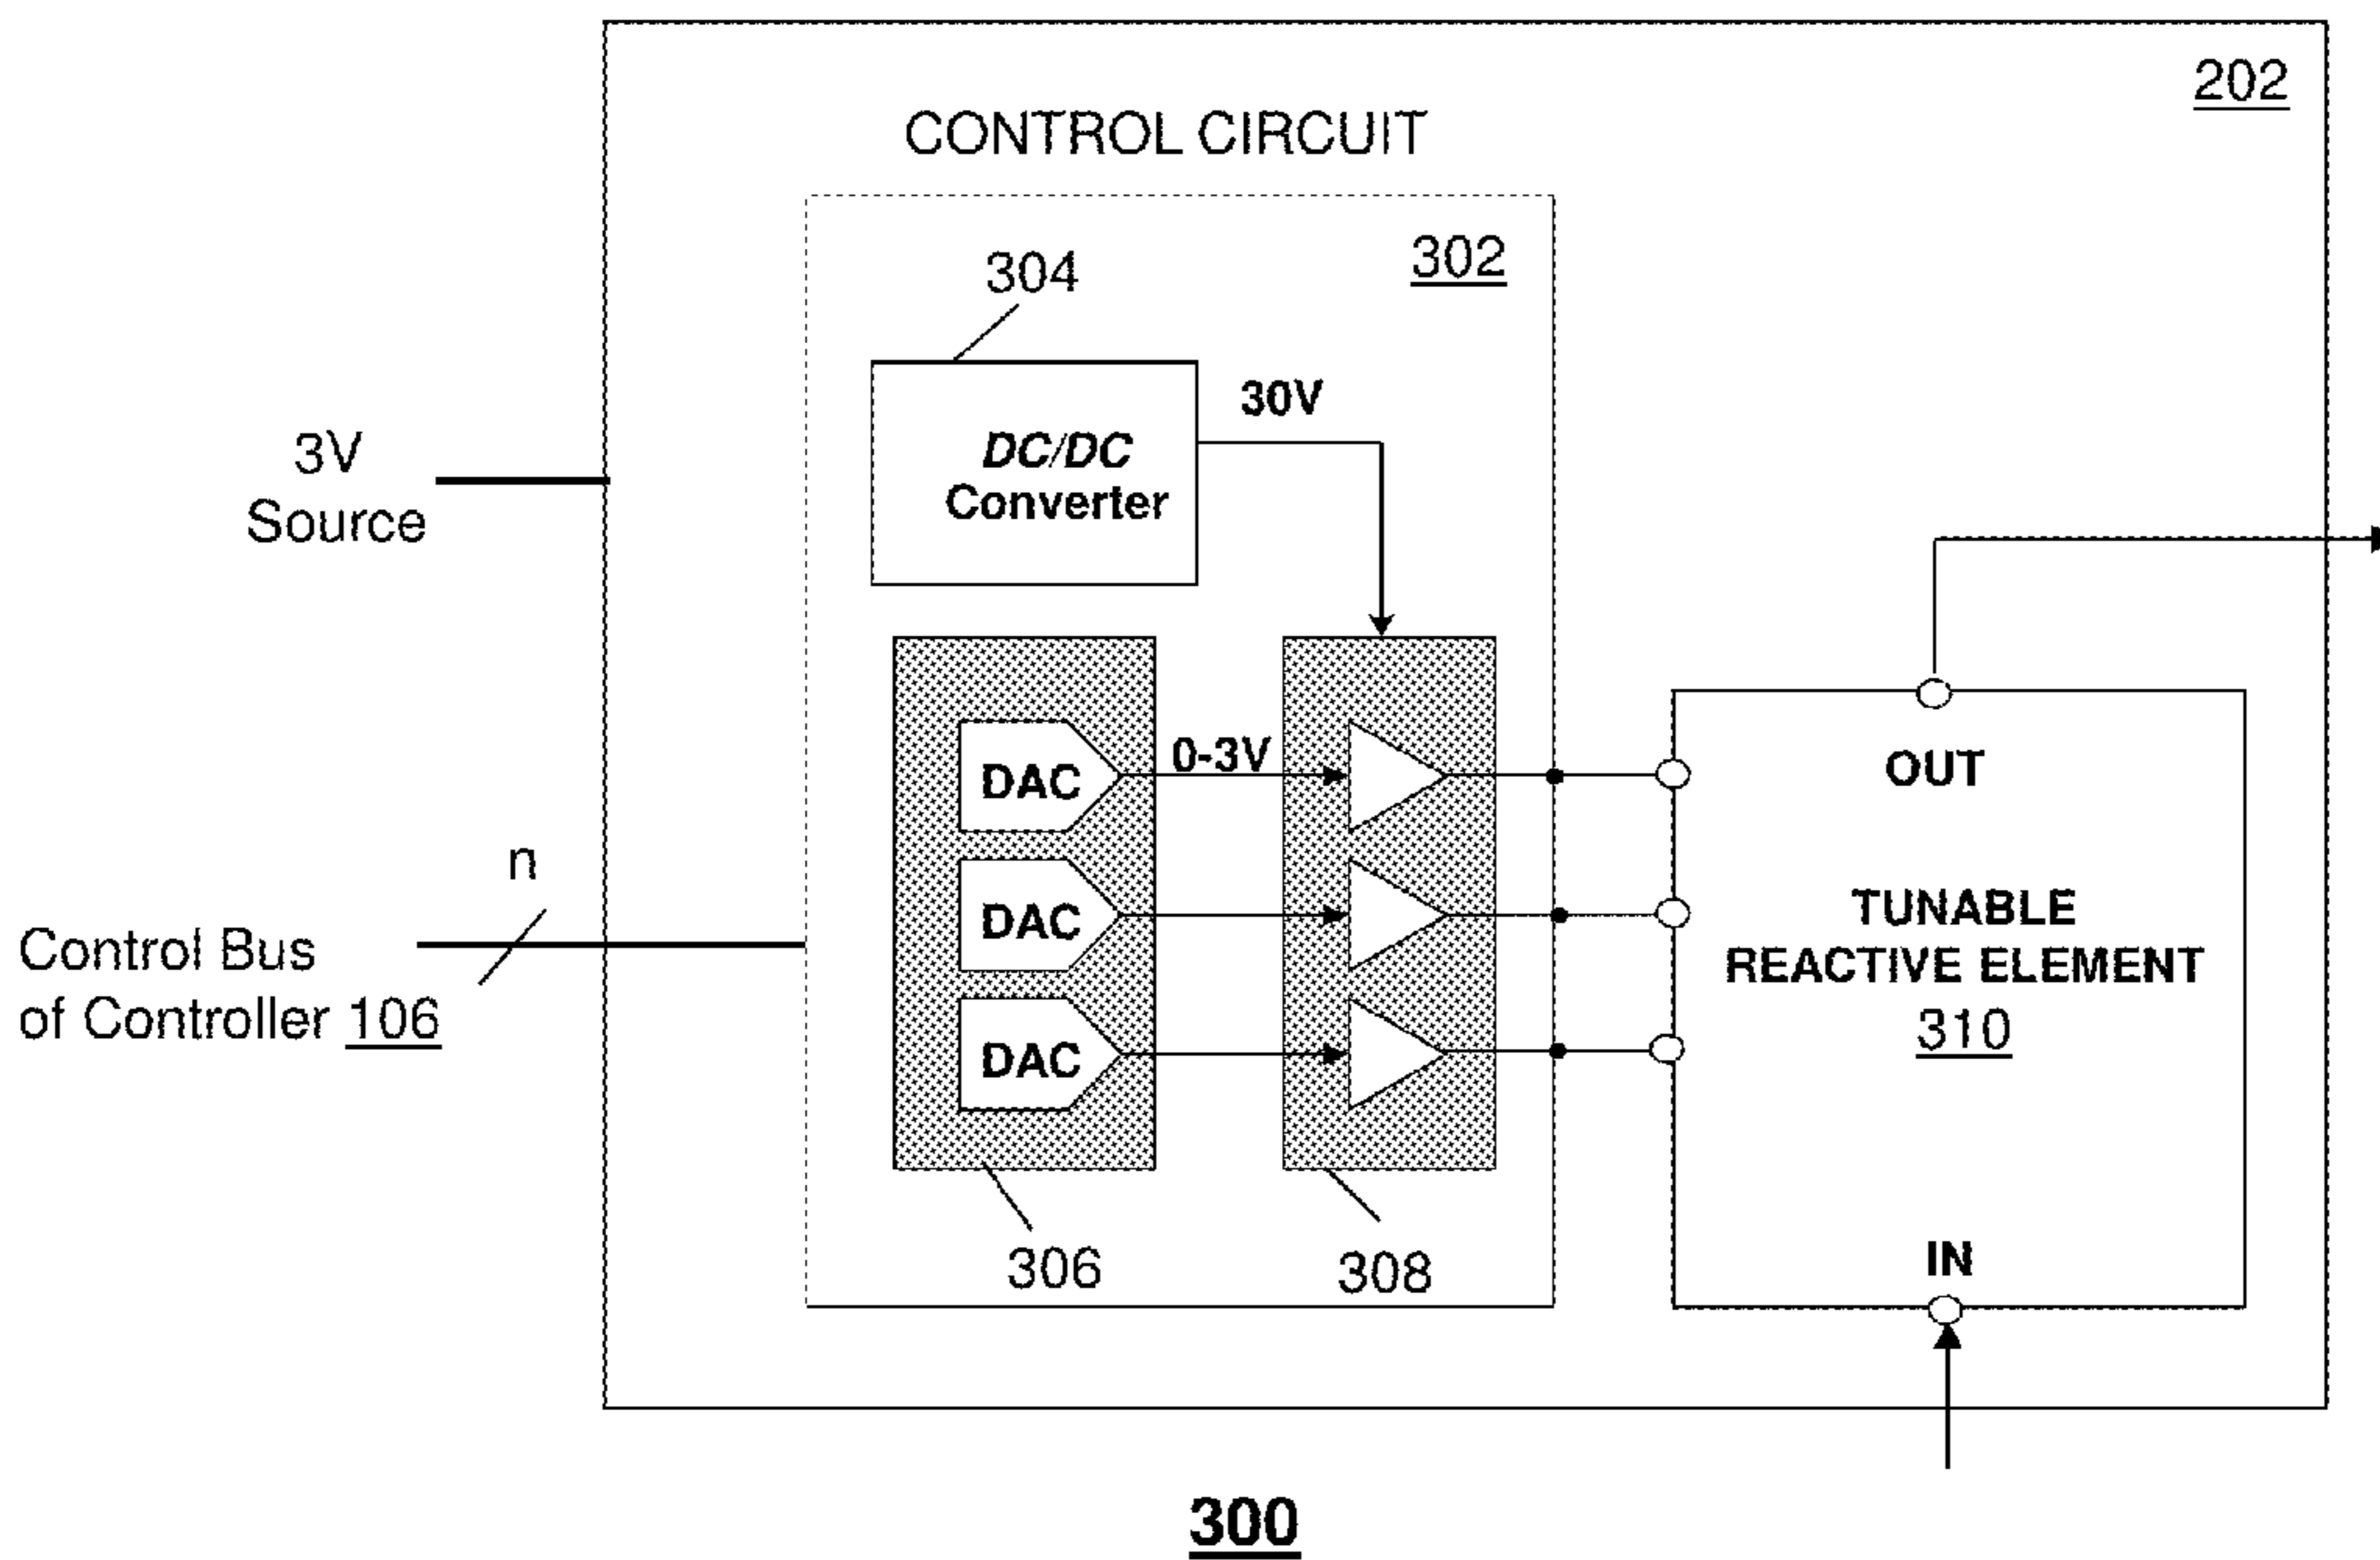 202
CONTROL CIRCUIT
302
304
30V
DC/DC
Converter
3V
Source
0-3V
DAC
DAC
DAC
OUT
TUNABLE
REACTIVE ELEMENT
310
IN
n
Control Bus
of Controller 106
306
308
300